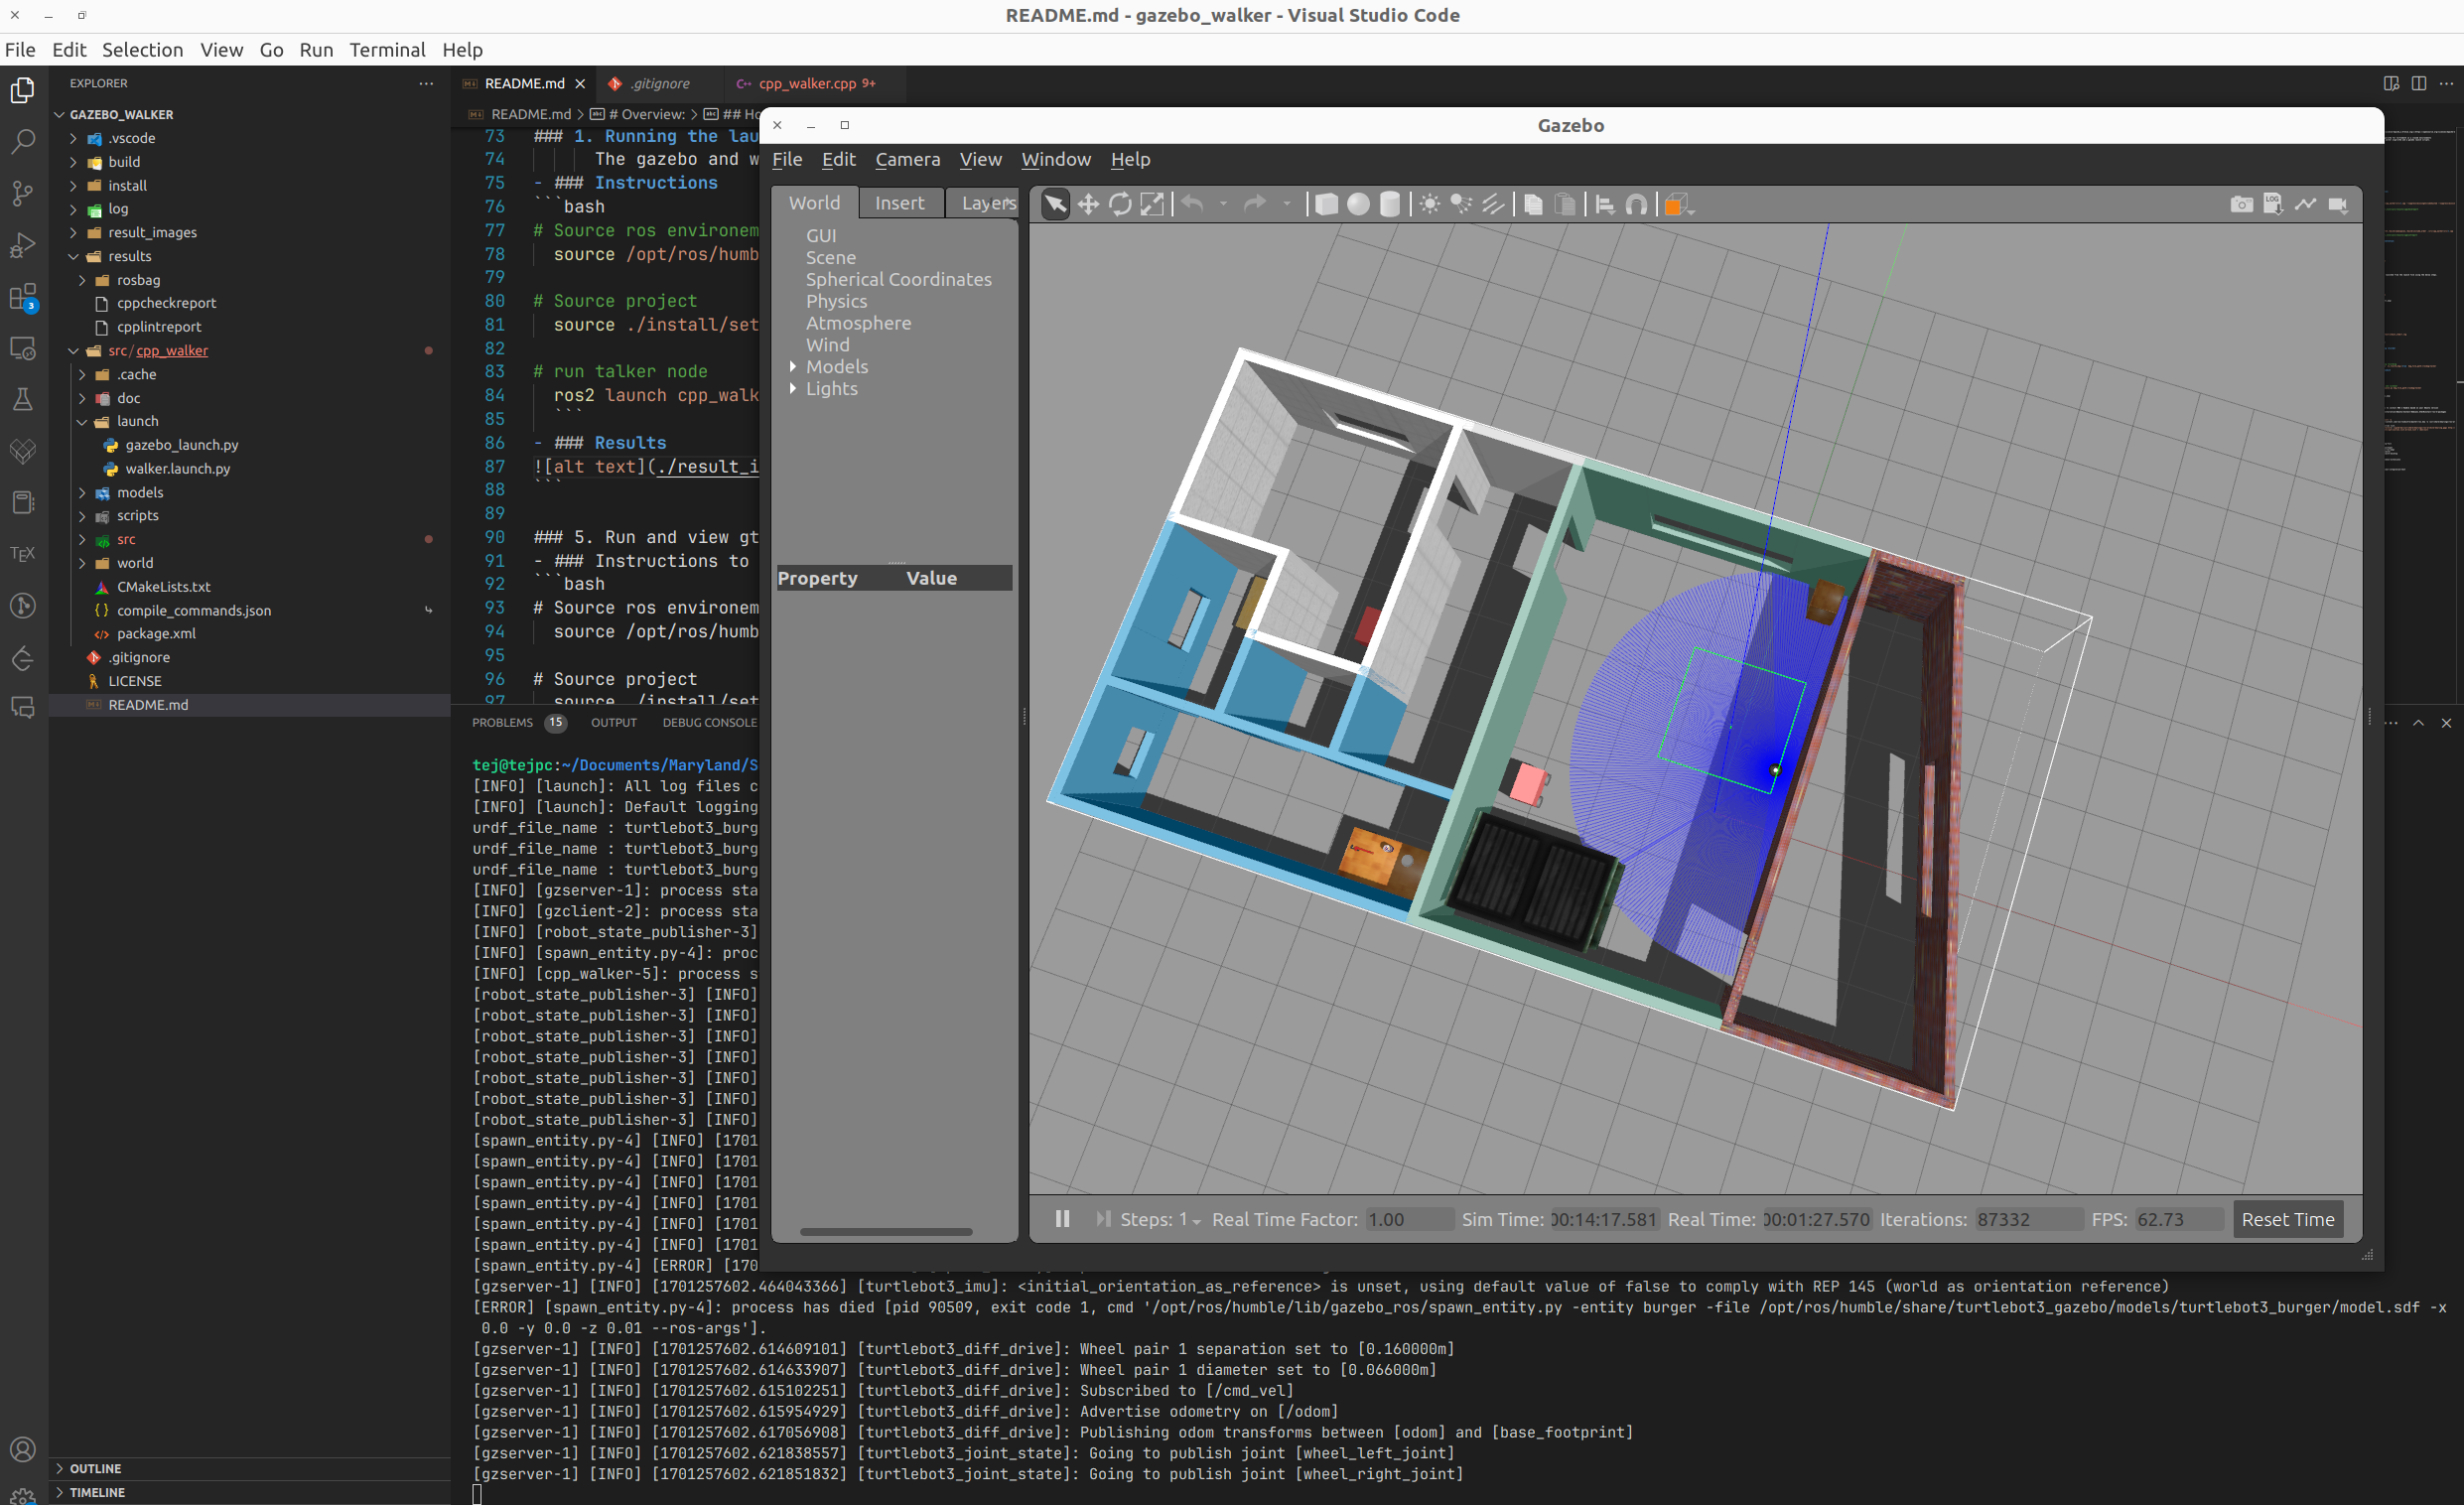 README.md - gazebo_walker - Visual Studio Code
File Edit Selection View Go Run Terminal Help
EXPLORER
GAZEBO_WALKER
.vscode
build
install
log
result_images
results
rosbag
cppcheckreport
cpplintreport
src/cpp_walker
.cache
doc
launch
gazebo_launch.py
walker.launch.py
models
scripts
src
world
CMakeLists.txt
compile_commands.json
package.xml
.gitignore
LICENSE
README.md
OUTLINE
TIMELINE
3
TEX
README.md .gitignore cpp_walker.cpp 9+
README.md > # Overview: > ## Ho
73 ### 1. Running the lau
74 The gazebo and w
75 - ### Instructions
76 ```bash
77 # Source ros environem
78 source /opt/ros/humb
79
80 # Source project
81 source ./install/set
82
83 # run talker node
84 ros2 launch cpp_walk
85 ```
86 - ### Results
87 ![alt text](./result_i
88 ```
89
90 ### 5. Run and view gt
91 - ### Instructions to
92 ```bash
93 # Source ros environem
94 source /opt/ros/humb
95
96 # Source project
97 source ./install/set
PROBLEMS 15 OUTPUT DEBUG CONSOLE
tej@tejpc:~/Documents/Maryland/S
[INFO] [launch]: All log files c
[INFO] [launch]: Default logging
urdf_file_name : turtlebot3_burg
urdf_file_name : turtlebot3_burg
urdf_file_name : turtlebot3_burg
[INFO] [gzserver-1]: process sta
[INFO] [gzclient-2]: process sta
[INFO] [robot_state_publisher-3]
[INFO] [spawn_entity.py-4]: proc
[INFO] [cpp_walker-5]: process s
[robot_state_publisher-3] [INFO]
[robot_state_publisher-3] [INFO]
[robot_state_publisher-3] [INFO]
[robot_state_publisher-3] [INFO]
[robot_state_publisher-3] [INFO]
[robot_state_publisher-3] [INFO]
[robot_state_publisher-3] [INFO]
[spawn_entity.py-4] [INFO] [1701
[spawn_entity.py-4] [INFO] [1701
[spawn_entity.py-4] [INFO] [1701
[spawn_entity.py-4] [INFO] [1701
[spawn_entity.py-4] [INFO] [1701
[spawn_entity.py-4] [INFO] [1701
[spawn_entity.py-4] [ERROR] [170
[gzserver-1] [INFO] [1701257602.464043366] [turtlebot3_imu]: <initial_orientation_as_reference> is unset, using default value of false to comply with REP 145 (world as orientation reference)
[ERROR] [spawn_entity.py-4]: process has died [pid 90509, exit code 1, cmd '/opt/ros/humble/lib/gazebo_ros/spawn_entity.py -entity burger -file /opt/ros/humble/share/turtlebot3_gazebo/models/turtlebot3_burger/model.sdf -x
0.0 -y 0.0 -z 0.01 --ros-args'].
[gzserver-1] [INFO] [1701257602.614609101] [turtlebot3_diff_drive]: Wheel pair 1 separation set to [0.160000m]
[gzserver-1] [INFO] [1701257602.614633907] [turtlebot3_diff_drive]: Wheel pair 1 diameter set to [0.066000m]
[gzserver-1] [INFO] [1701257602.615102251] [turtlebot3_diff_drive]: Subscribed to [/cmd_vel]
[gzserver-1] [INFO] [1701257602.615954929] [turtlebot3_diff_drive]: Advertise odometry on [/odom]
[gzserver-1] [INFO] [1701257602.617056908] [turtlebot3_diff_drive]: Publishing odom transforms between [odom] and [base_footprint]
[gzserver-1] [INFO] [1701257602.621838557] [turtlebot3_joint_state]: Going to publish joint [wheel_left_joint]
[gzserver-1] [INFO] [1701257602.621851832] [turtlebot3_joint_state]: Going to publish joint [wheel_right_joint]
Gazebo
File Edit Camera View Window Help
World Insert Layers
LOG
GUI
Scene
Spherical Coordinates
Physics
Atmosphere
Wind
Models
Lights
Property Value
Steps: 1 Real Time Factor: 1.00 Sim Time: 00:14:17.581 Real Time: 00:01:27.570 Iterations: 87332 FPS: 62.73 Reset Time